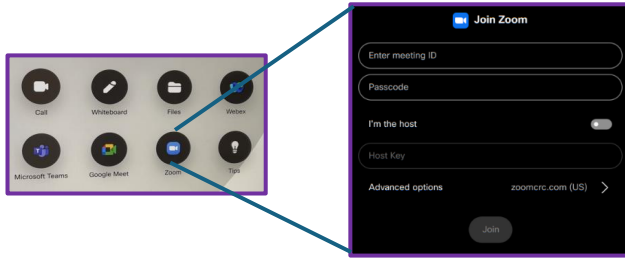 Call Whiteboard Files Webex
Microsoft Teams Google Meet Zoom Tips
Join Zoom
Enter meeting ID
Passcode
I'm the host
Host Key
Advanced options zoomcrc.com (US)
Join